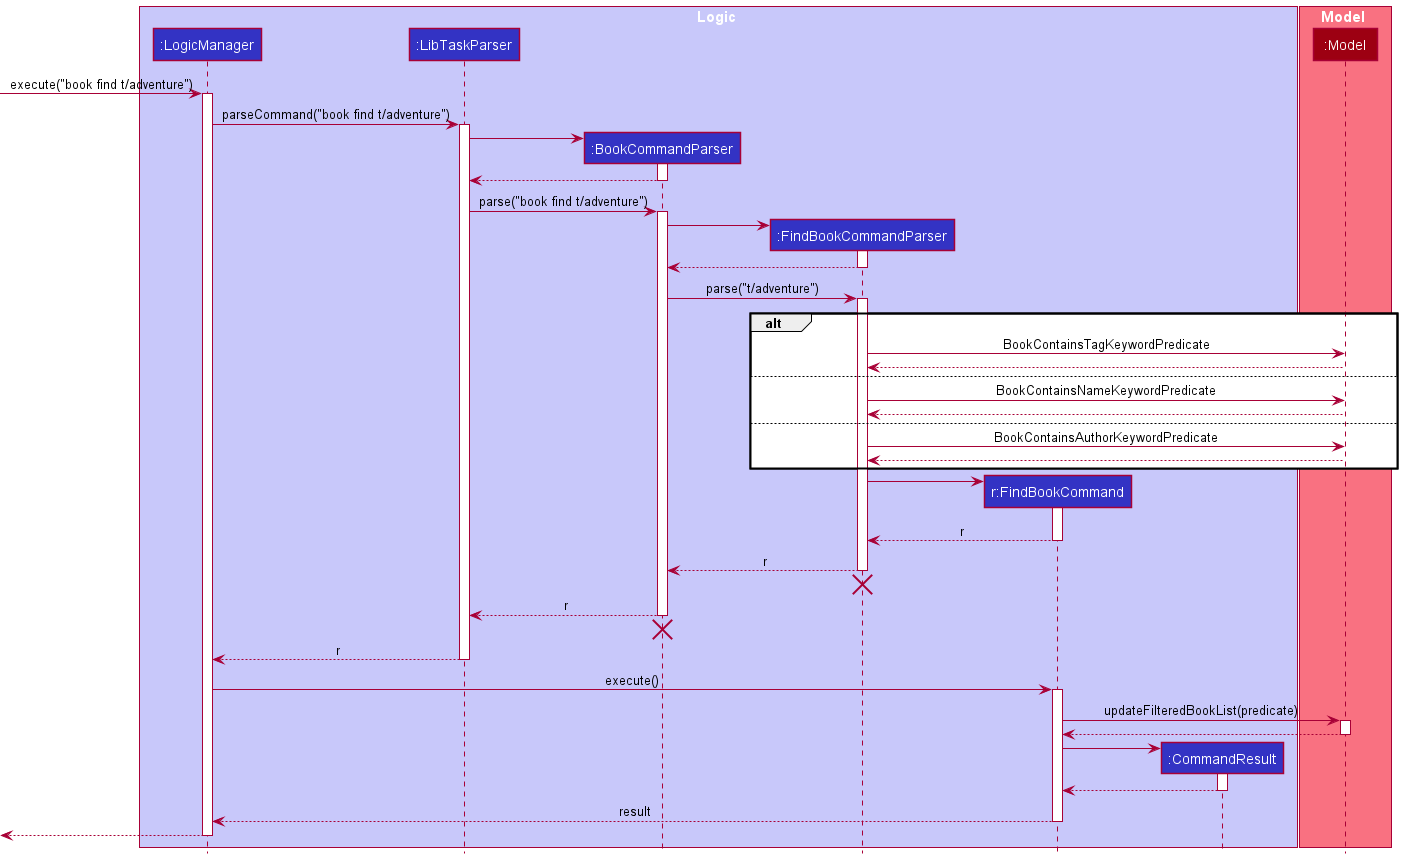 Logic
Model
:LogicManager
:LibTaskParser
:Model
execute("book find t/adventure")
parseCommand("book find t/adventure")
:BookCommandParser
parse("book find t/adventure")
:FindBookCommandParser
parse("t/adventure")
alt
BookContainsTagKeywordPredicate
BookContainsNameKeywordPredicate
BookContainsAuthorKeywordPredicate
r:FindBookCommand
r
r
r
r
execute()
updateFilteredBookList(predicate)
:CommandResult
result